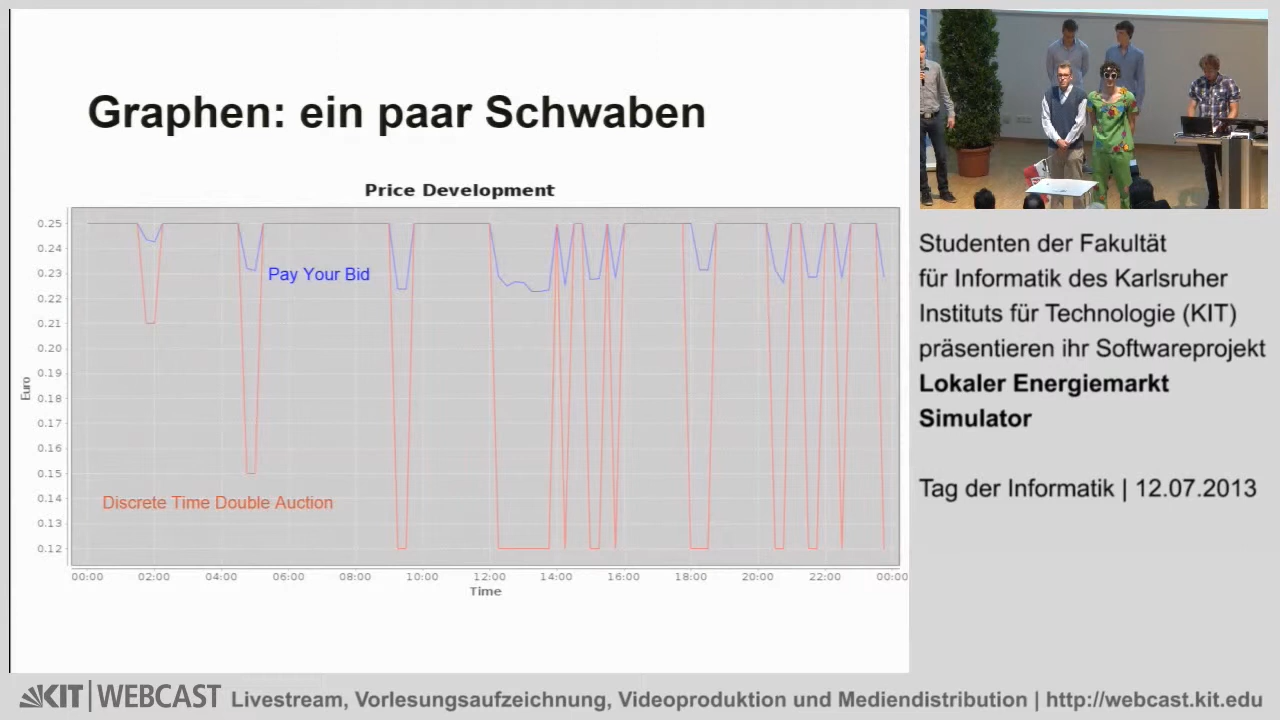 Graphen: ein paar Schwaben
Price Development
0.25
0.24
0.23
0.22
0.21
0.20
0.19
0.18
0.17
0.16
0.15
0.14
0.13
0.12
Euro
Pay Your Bid
Discrete Time Double Auction
00:00 02:00 04:00 06:00 08:00 10:00 12:00 14:00 16:00 18:00 20:00 22:00 00:00
Time
Studenten der Fakultät
für Informatik des Karlsruher
Instituts für Technologie (KIT)
präsentieren ihr Softwareprojekt
Lokaler Energiemarkt
Simulator
Tag der Informatik | 12.07.2013
KIT | WEBCAST Livestream, Vorlesungsaufzeichnung, Videoproduktion und Mediendistribution | http://webcast.kit.edu